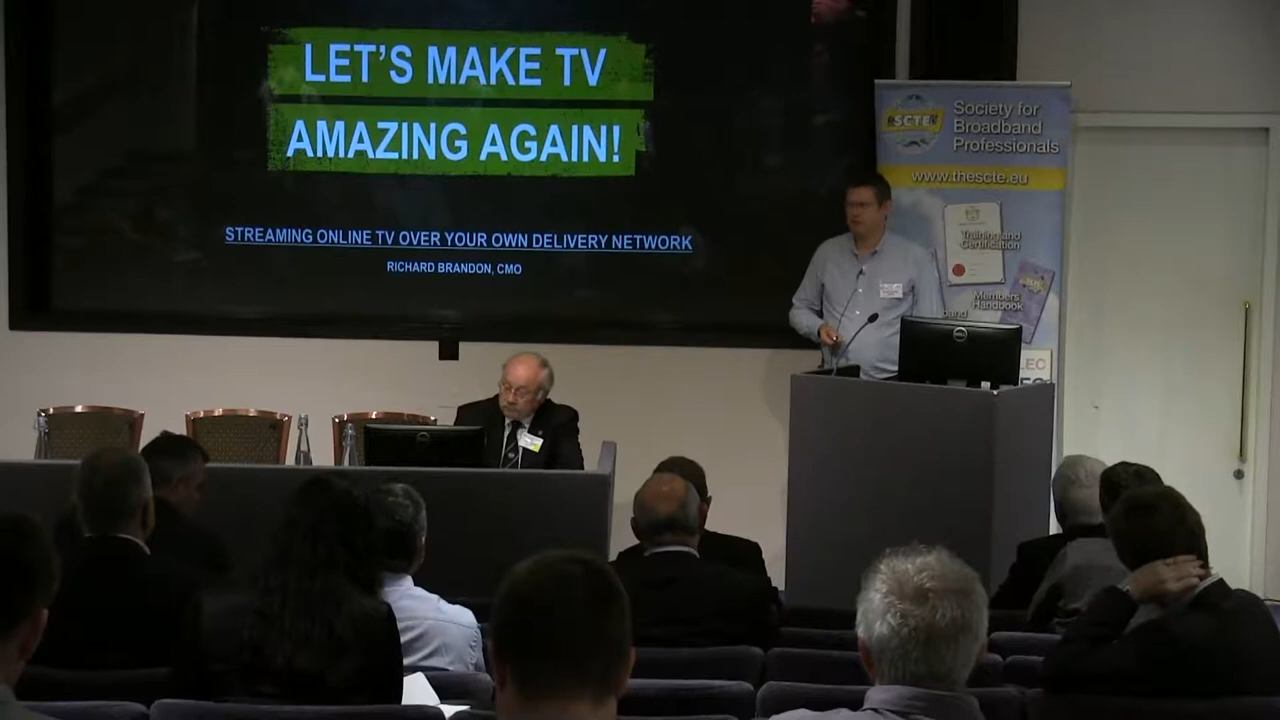 LET'S MAKE TV
AMAZING AGAIN!
STREAMING ONLINE TV OVER YOUR OWN DELIVERY NETWORK
RICHARD BRANDON, CMO
SCTE
Society for
Broadband
Professionals
www.thescte.eu
Training and
Certification
Members
Handbook
DELL